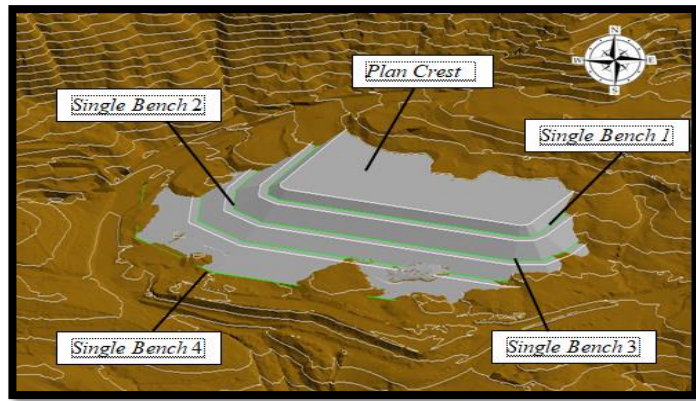 N
Plan Crest
W E
Single Bench 2
S
Single Bench 1
Single Bench 3
Single Bench 4